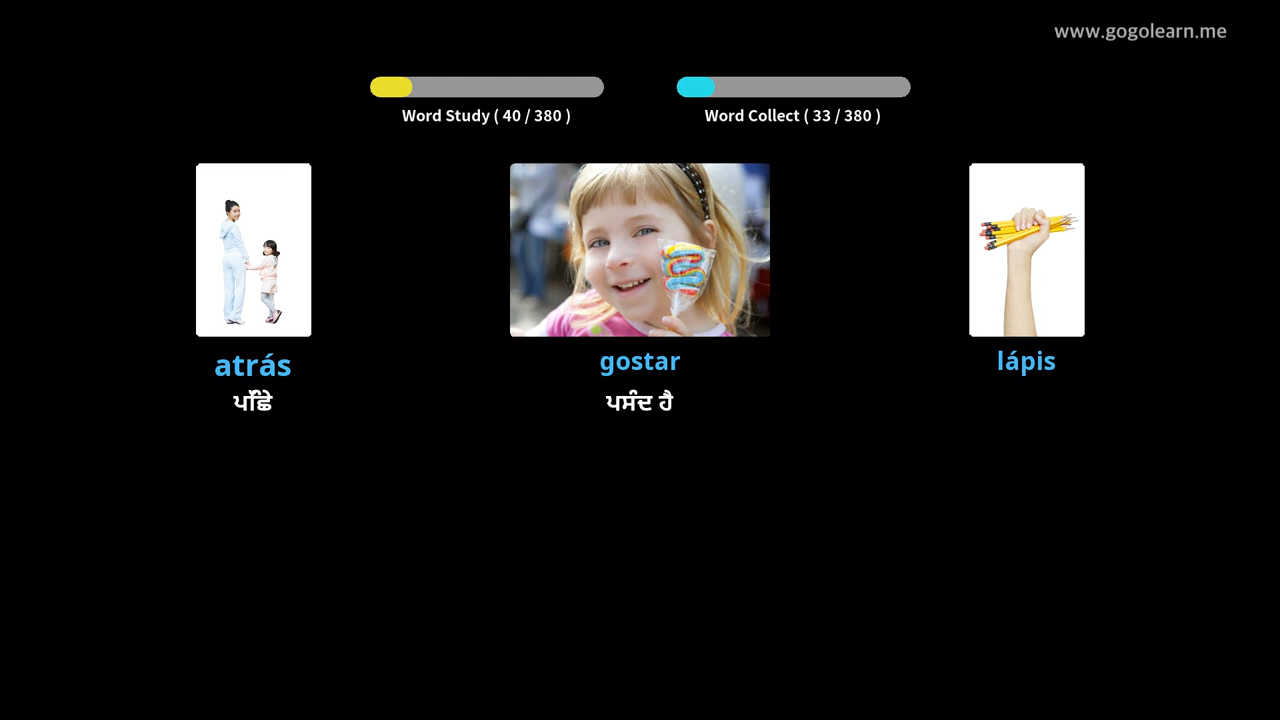 www.gogolearn.me
Word Study ( 40 / 380 )
Word Collect ( 33 / 380 )
atrás
gostar
lápis
ਪਿੱਛੇ
ਪਸੰਦ ਹੈ